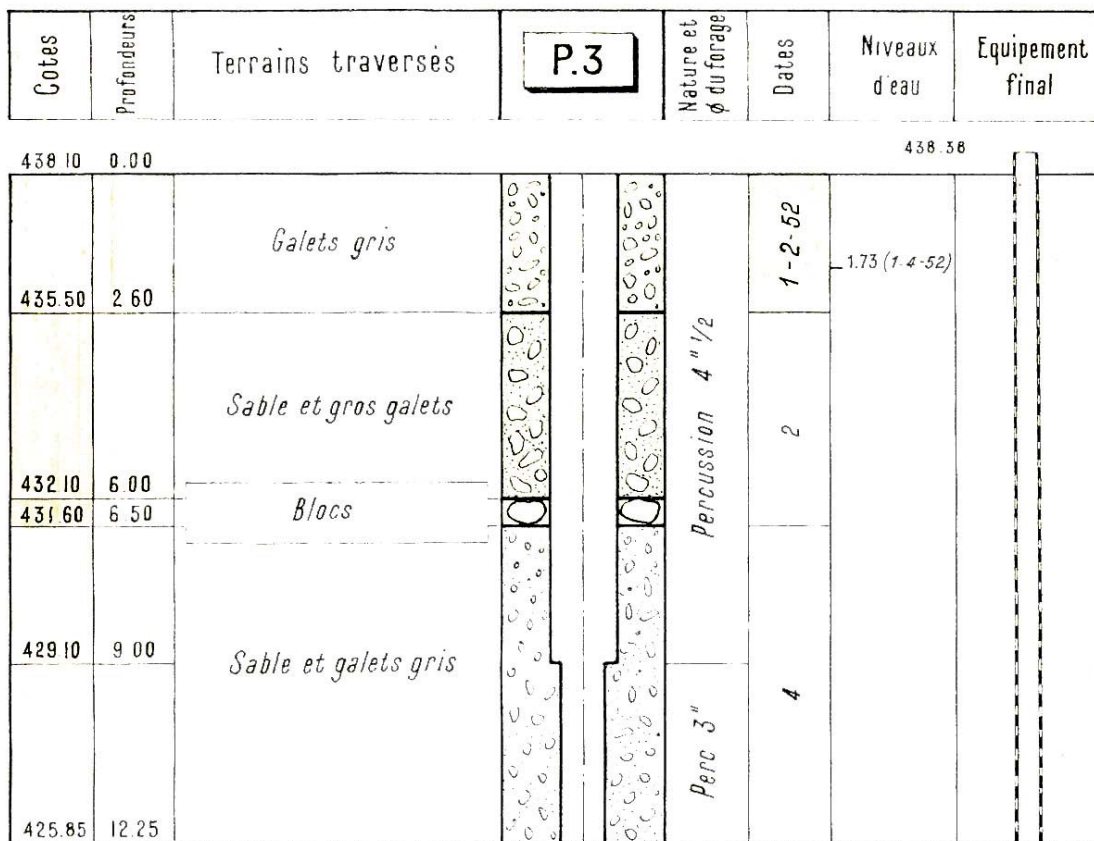 Cotes
Profondeurs
Terrains traversés
P.3
Nature et
ø du forage
Dates
Niveaux
d'eau
Equipement
final
438.38
438 10 0.00
Galets gris
1-2-52
1.73 (1-4-52)
435.50 2 60
Percussion 4" 1/2
Sable et gros galets
2
432.10 6.00
Blocs
431.60 6 50
429.10 9 00
Sable et galets gris
4
Perc 3"
425.85 12.25